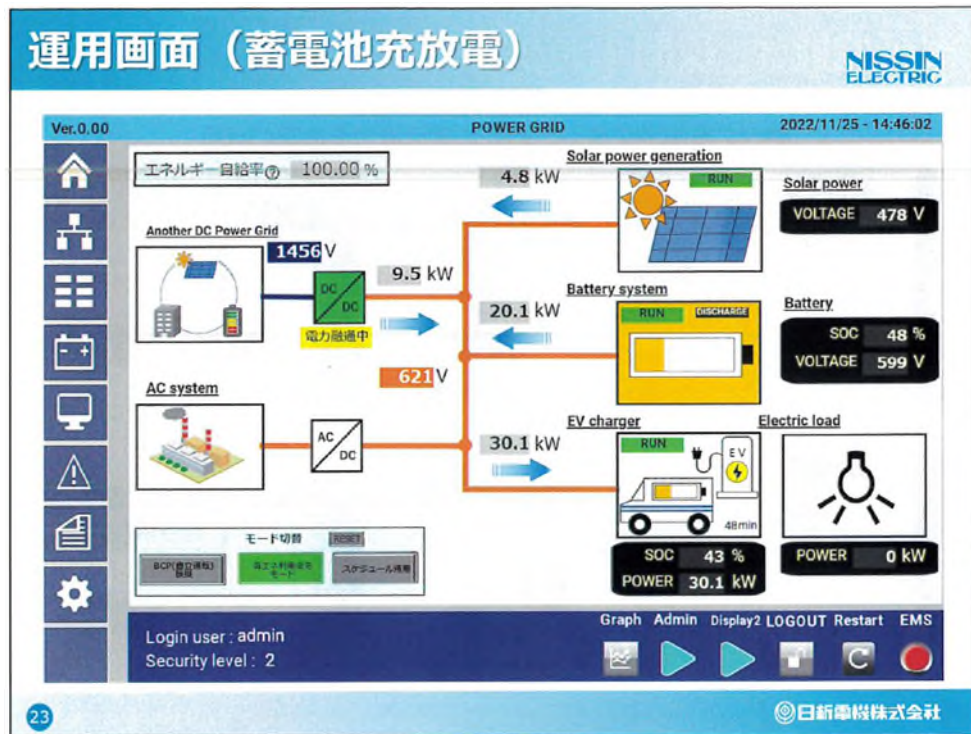 運用画面（蓄電池充放電）
NISSIN
ELECTRIC
Ver.0.00
POWER GRID
2022/11/25 - 14:46:02
エネルギー自給率? 100.00 %
Solar power generation
4.8 kW
RUN
Solar power
VOLTAGE 478 V
Another DC Power Grid
1456 V
DC
DC
9.5 kW
電力融通中
Battery system
20.1 kW
RUN
DISCHARGE
Battery
SOC 48 %
VOLTAGE 599 V
621 V
AC system
AC
DC
EV charger
30.1 kW
RUN
EV
48min
SOC 43 %
POWER 30.1 kW
Electric load
POWER 0 kW
モード切替
RESET
モード
Login user : admin
Security level : 2
Graph Admin Display2 LOGOUT Restart EMS
23
日新電機株式会社